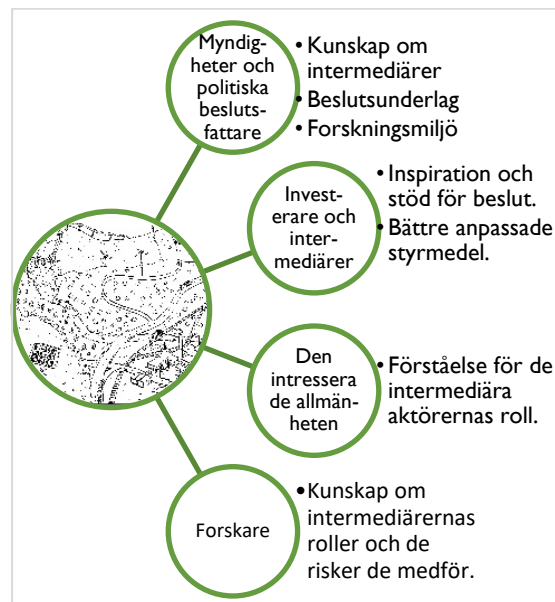 Myndig-
heter och
politiska
besluts-
fattare
• Kunskap om
intermediärer
• Beslutsunderlag
• Forskningsmiljö
Invest-
erare och
inter-
mediärer
• Inspiration och
stöd för beslut.
• Bättre anpassade
styrmedel.
Den
intressera
de allmän-
heten
• Förståelse för de
intermediära
aktörernas roll.
Forskare
• Kunskap om
intermediärernas
roller och de
risker de medför.